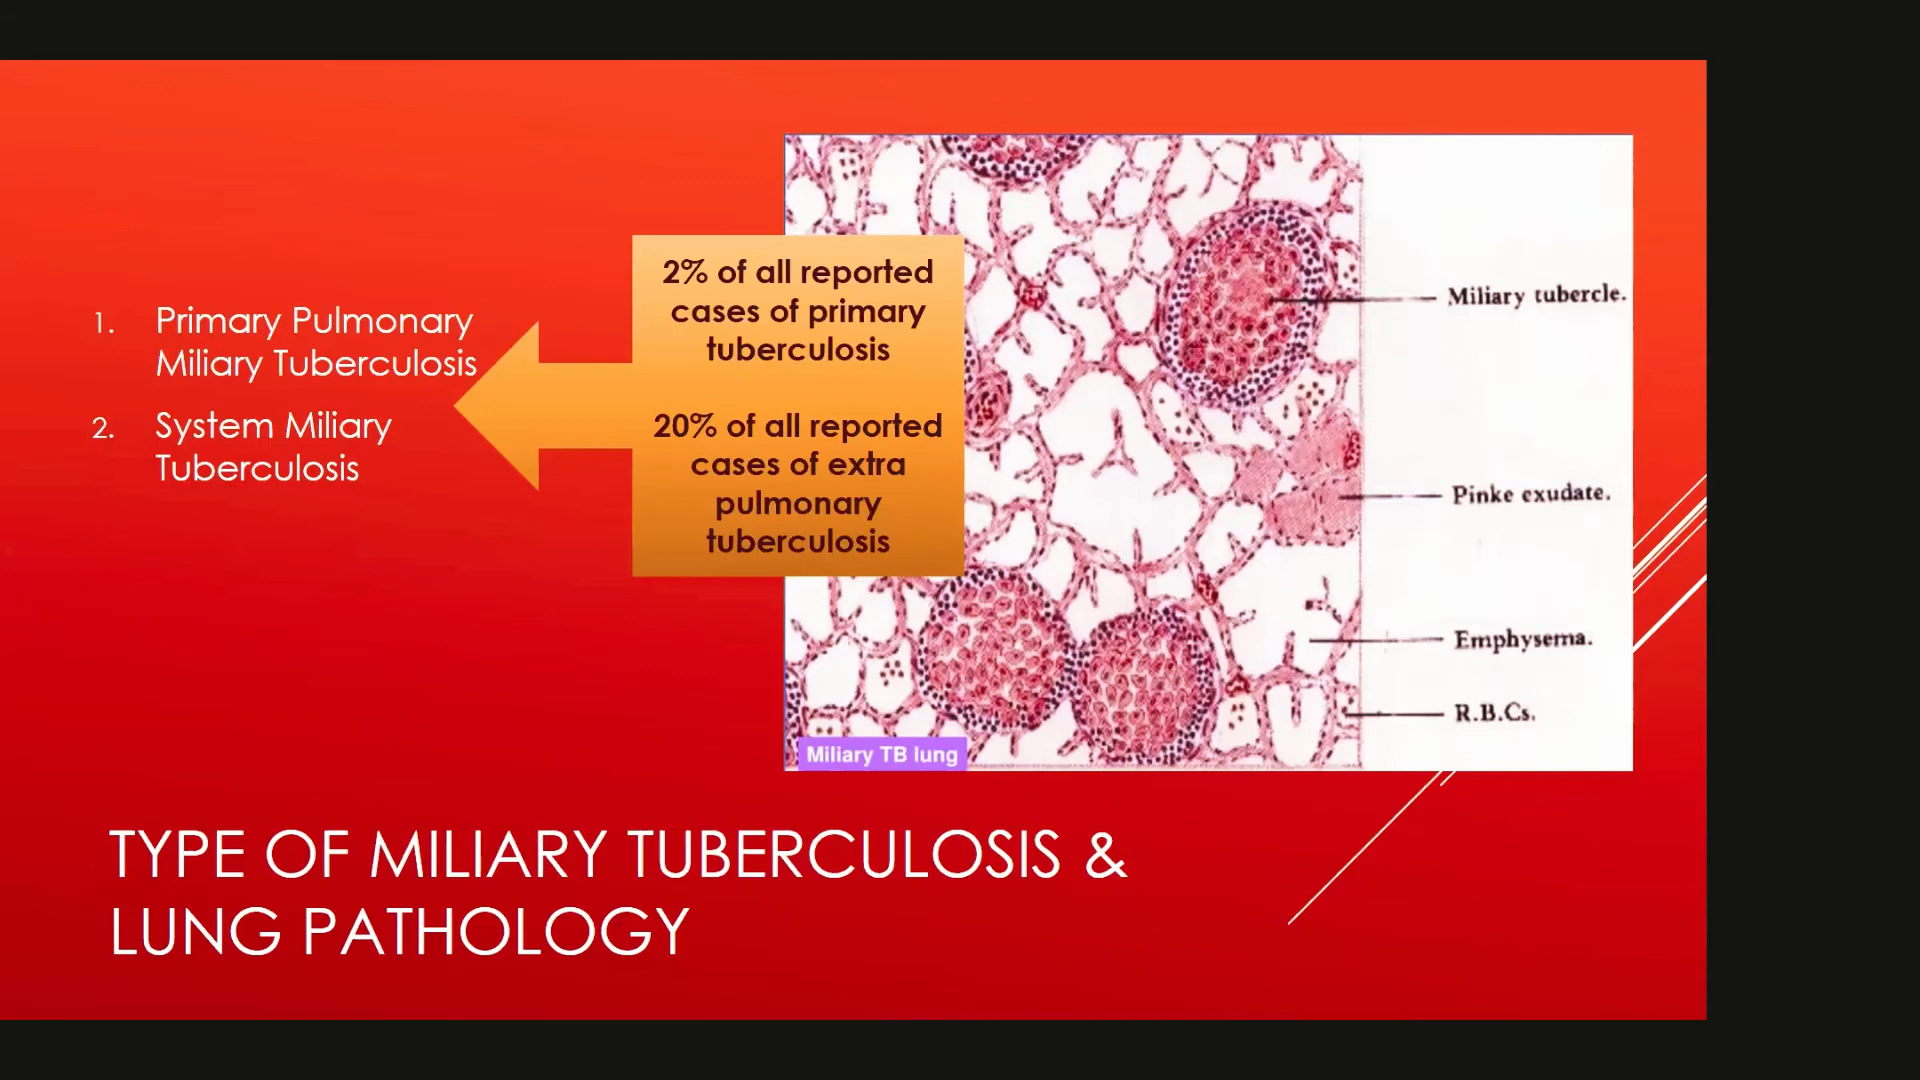 1. Primary Pulmonary
Miliary Tuberculosis
2. System Miliary
Tuberculosis
2% of all reported
cases of primary
tuberculosis
20% of all reported
cases of extra
pulmonary
tuberculosis
Miliary tubercle.
Pinke exudate.
Emphysema.
R.B.Cs.
Miliary TB lung
TYPE OF MILIARY TUBERCULOSIS &
LUNG PATHOLOGY